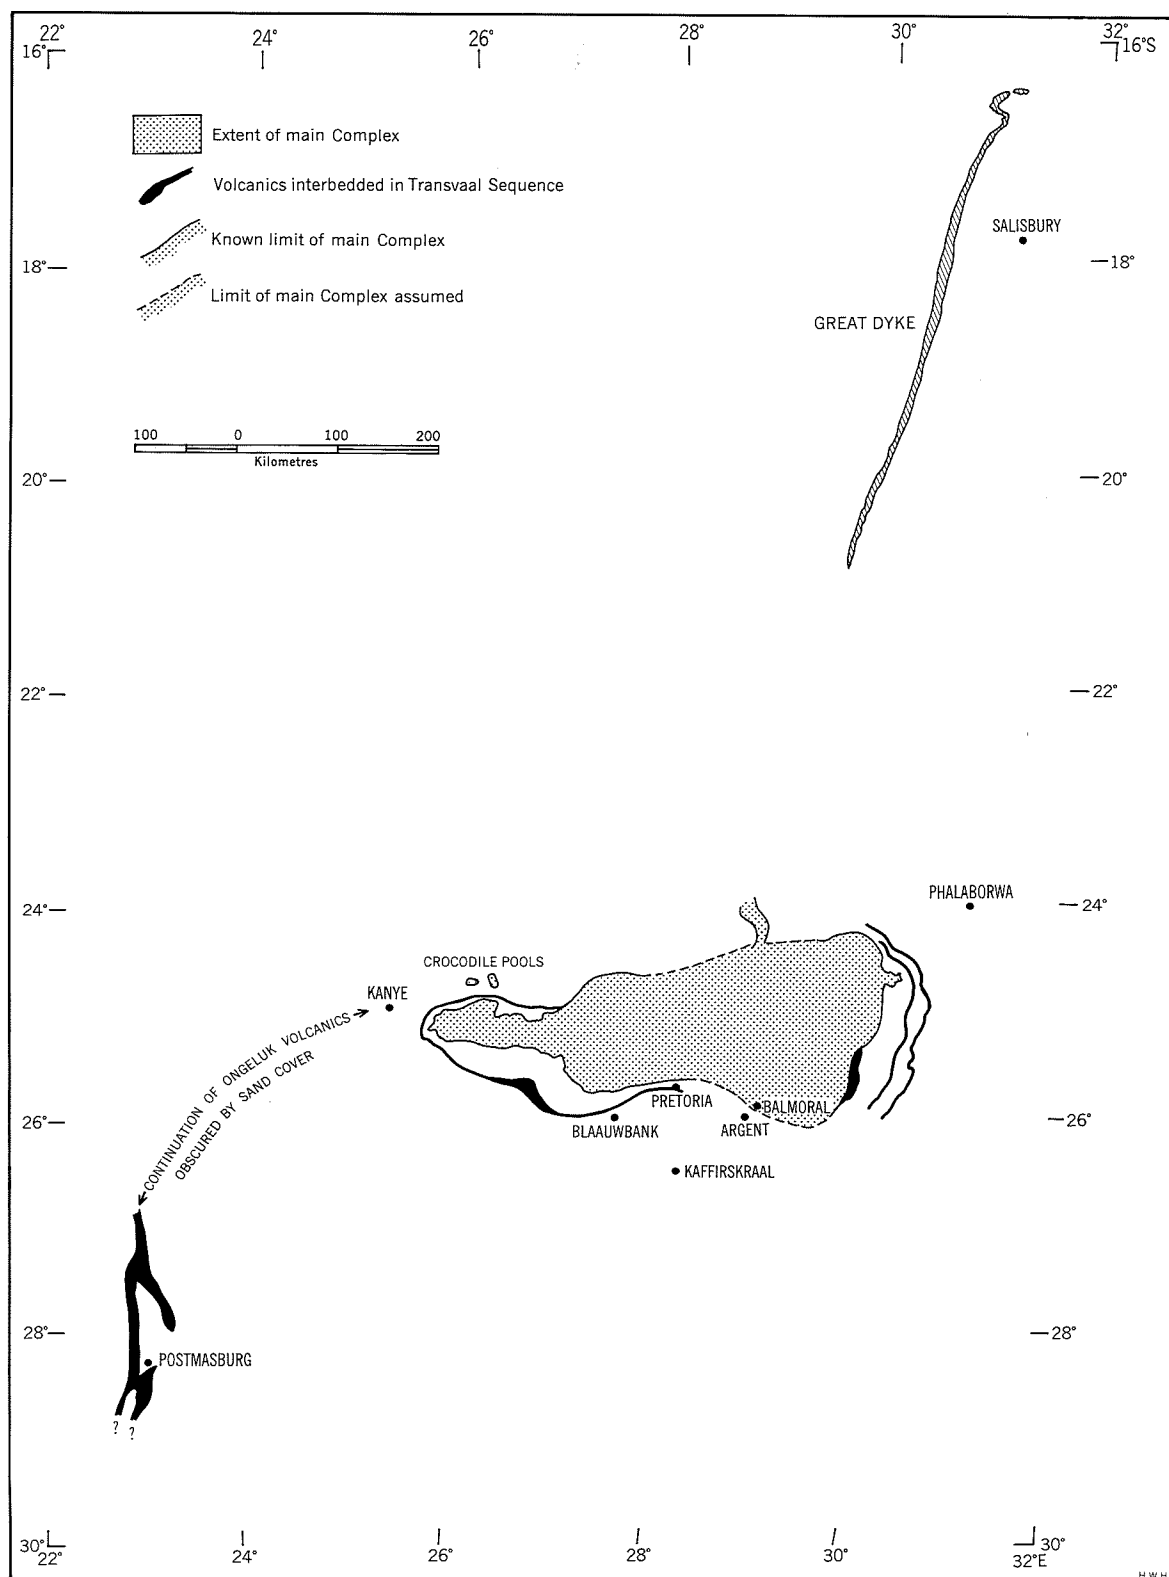 22° 24° 26° 28° 30° 32°
16° 16°S
Extent of main Complex
Volcanics interbedded in Transvaal Sequence
SALISBURY
Known limit of main Complex
18° 18°
Limit of main Complex assumed
GREAT DYKE
100 0 100 200
Kilometres
20° 20°
22° 22°
PHALABORWA
24° 24°
CROCODILE POOLS
KANYE
CONTINUATION OF ONGELUK VOLCANICS
OBSCURED BY SAND COVER
PRETORIA
BALMORAL
BLAAUWBANK
ARGENT
26° 26°
KAFFIRSKRAAL
28° 28°
POSTMASBURG
?
?
30° 30°
22° 24° 26° 28° 30° 32°E
H.W.H.